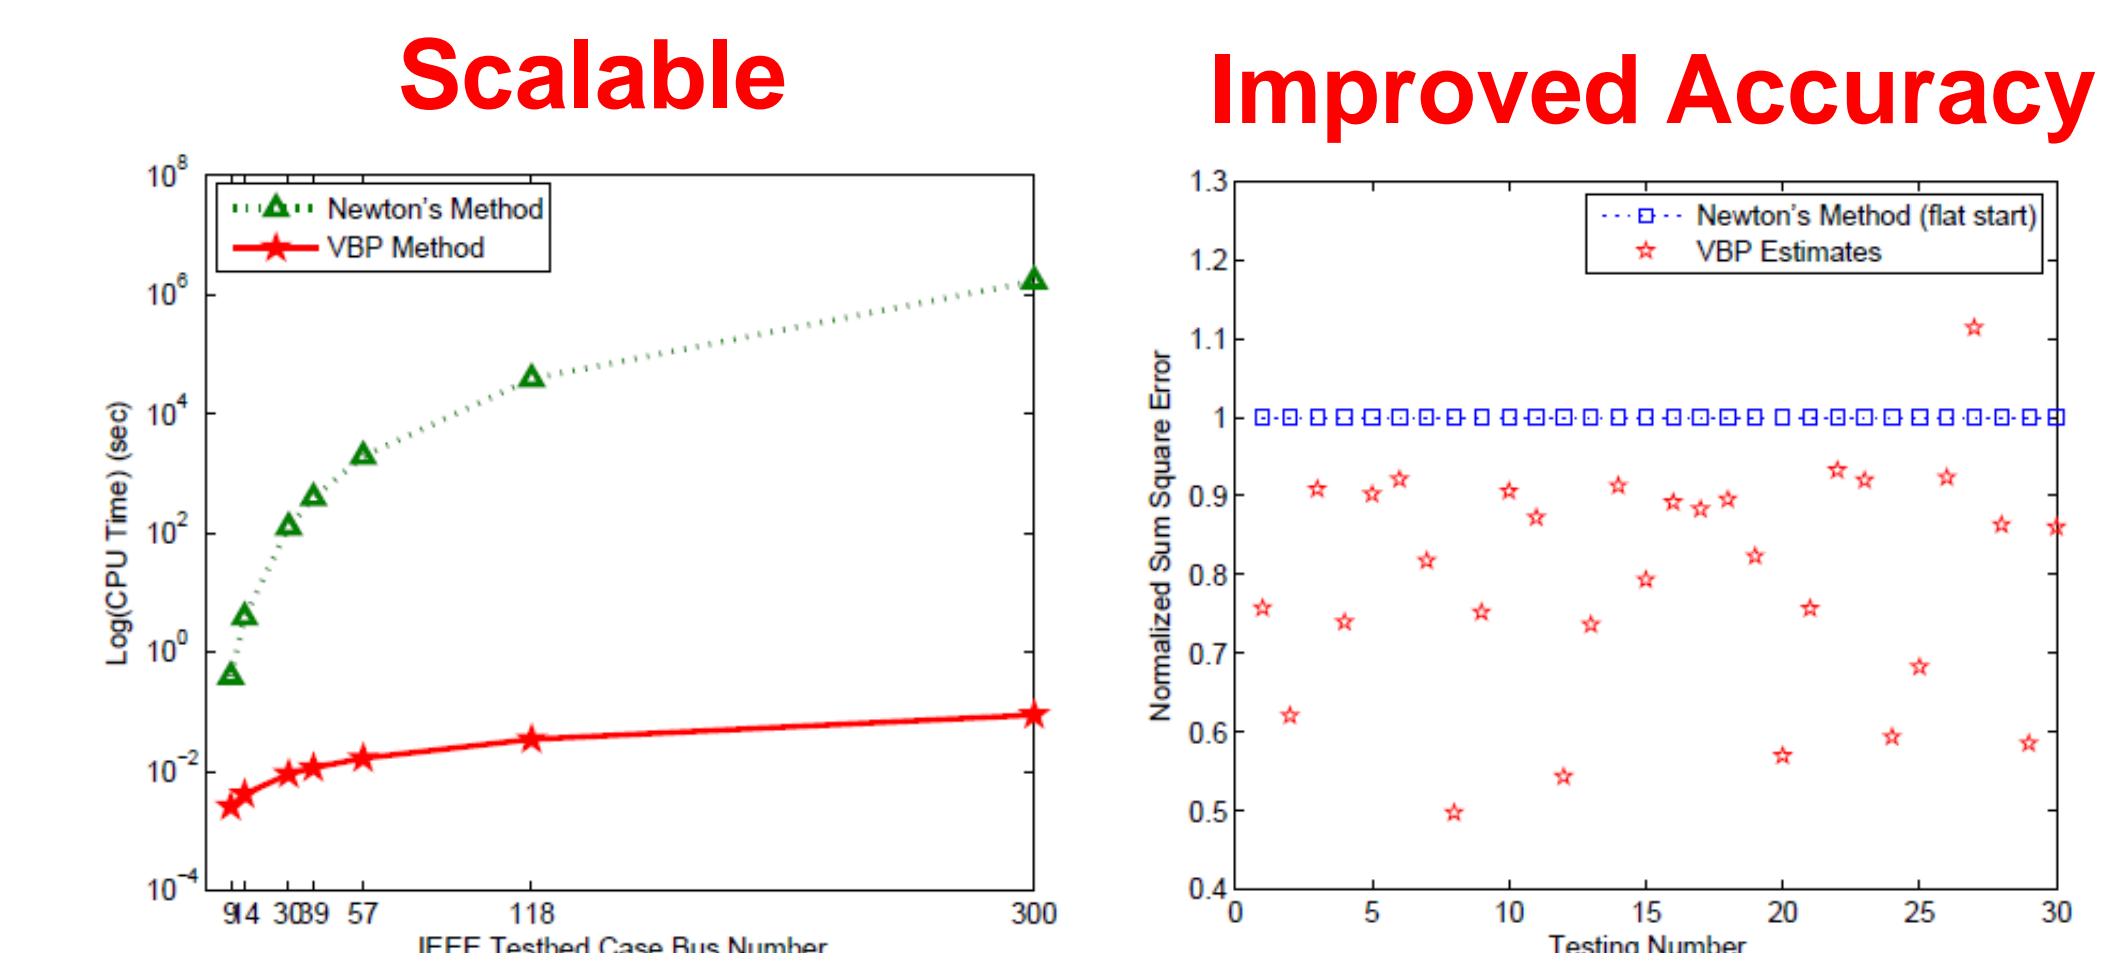 Scalable
Improved Accuracy
10^8
10^6
10^4
10^2
10^0
10^-2
10^-4
Log(CPU Time) (sec)
Newton's Method
VBP Method
9 14 30 39 57 118 300
IEEE Testbed Case Bus Number
1.3
1.2
1.1
1
0.9
0.8
0.7
0.6
0.5
0.4
Normalized Sum Square Error
Newton's Method (flat start)
VBP Estimates
0 5 10 15 20 25 30
Testing Number